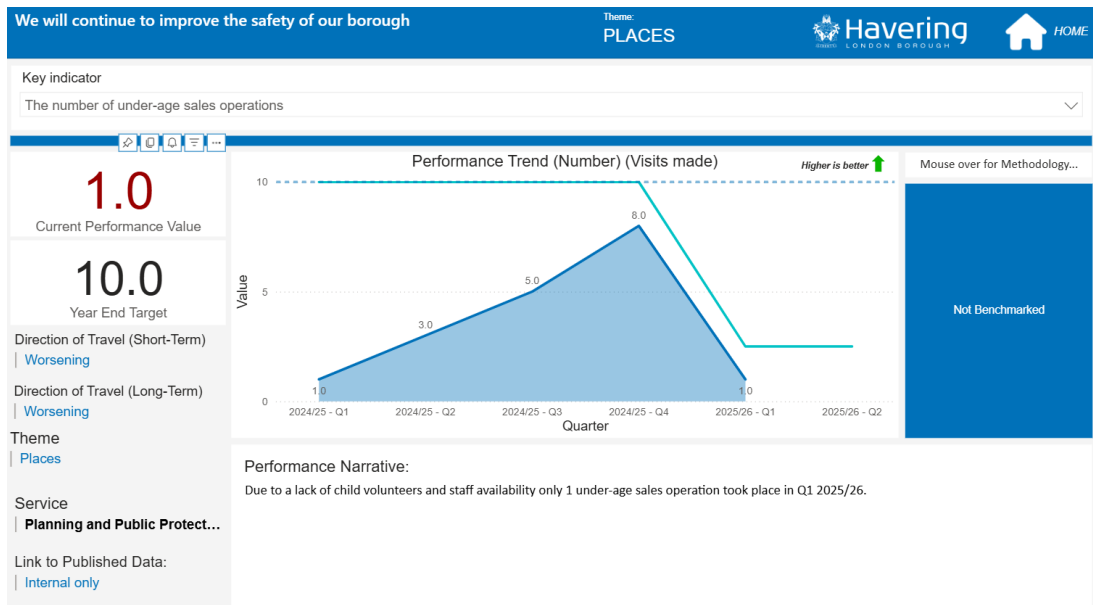 We will continue to improve the safety of our borough
Theme:
PLACES
Havering
LONDON BOROUGH
HOME
Key indicator
The number of under-age sales operations
1.0
Current Performance Value
10.0
Year End Target
Direction of Travel (Short-Term)
Worsening
Direction of Travel (Long-Term)
Worsening
Theme
Places
Service
Planning and Public Protect...
Link to Published Data:
Internal only
Performance Trend (Number) (Visits made)
Higher is better
10
5
0
Value
1.0
3.0
5.0
8.0
1.0
2024/25 - Q1
2024/25 - Q2
2024/25 - Q3
2024/25 - Q4
2025/26 - Q1
2025/26 - Q2
Quarter
Mouse over for Methodology...
Not Benchmarked
Performance Narrative:
Due to a lack of child volunteers and staff availability only 1 under-age sales operation took place in Q1 2025/26.